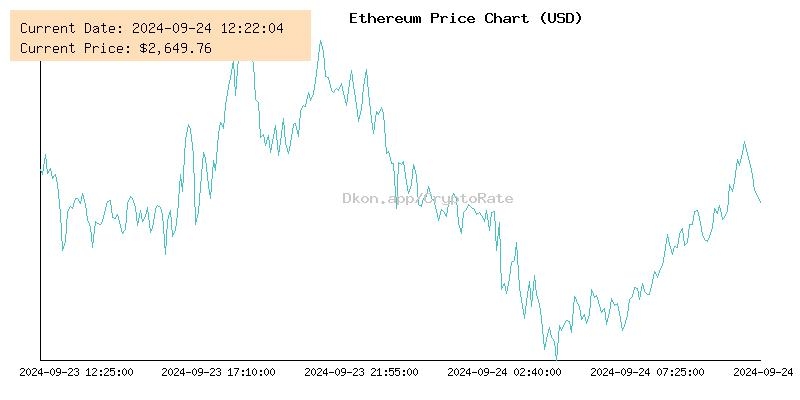 Ethereum Price Chart (USD)
Current Date: 2024-09-24 12:22:04
Current Price: $2,649.76
Dkon.app/CryptoRate
2024-09-23 12:25:00 2024-09-23 17:10:00 2024-09-23 21:55:00 2024-09-24 02:40:00 2024-09-24 07:25:00 2024-09-24